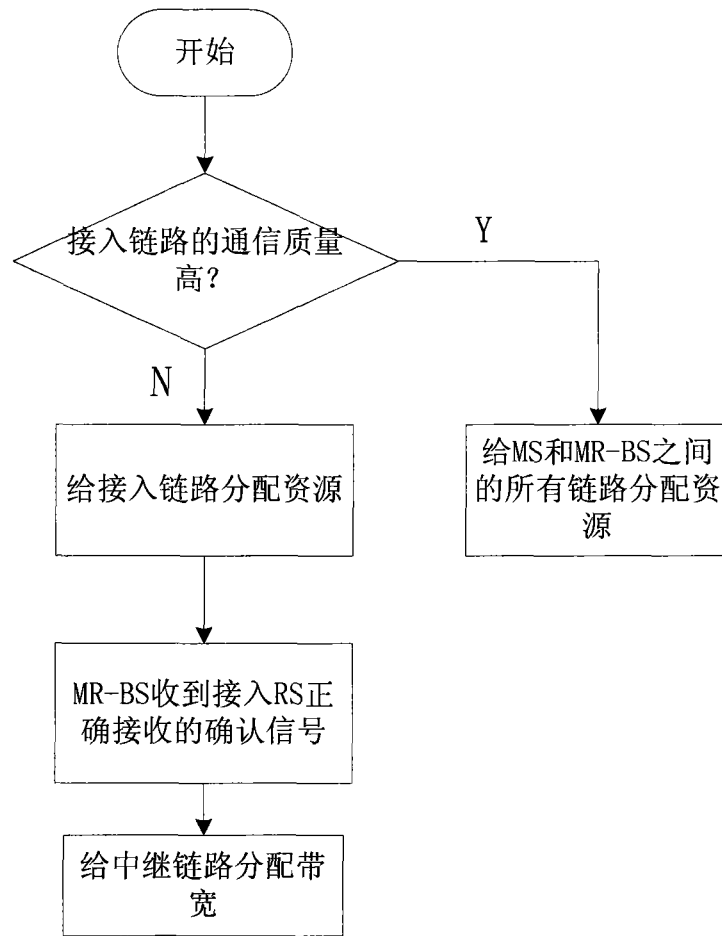 开始
接入链路的通信质量
高?
Y
N
给接入链路分配资源
给MS和MR-BS之间
的所有链路分配资
源
MR-BS收到接入RS正
确接收的确认信号
给中继链路分配带
宽